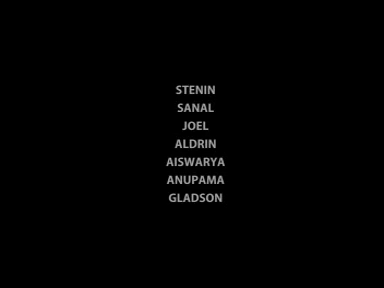 STENIN
SANAL
JOEL
ALDRIN
AISWARYA
ANUPAMA
GLADSON